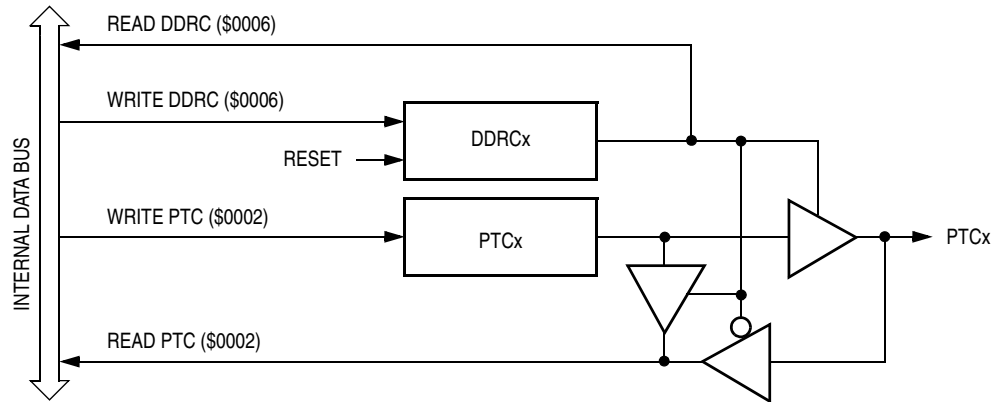 READ DDRC ($0006)
WRITE DDRC ($0006)
DDRCx
RESET
WRITE PTC ($0002)
PTCx
PTCx
READ PTC ($0002)
INTERNAL DATA BUS